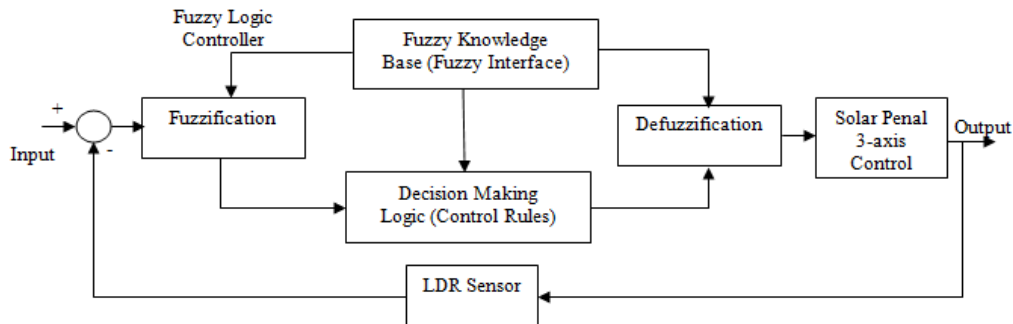 Fuzzy Logic
Controller
Fuzzy Knowledge
Base (Fuzzy Interface)
+
Input
-
Fuzzification
Defuzzification
Solar Penal
3-axis
Control
Output
Decision Making
Logic (Control Rules)
LDR Sensor